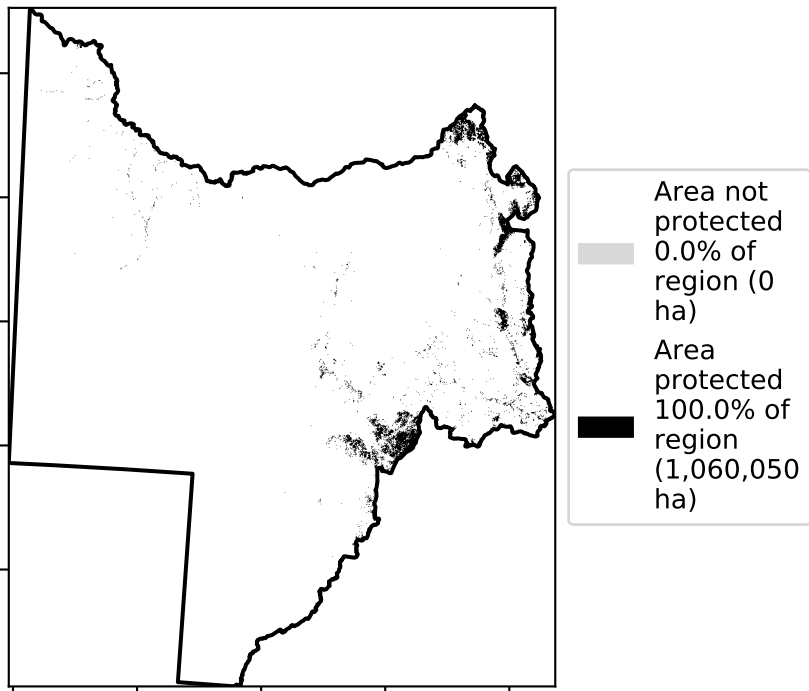 Area not
protected
0.0% of
region (0
ha)
Area
protected
100.0% of
region
(1,060,050
ha)